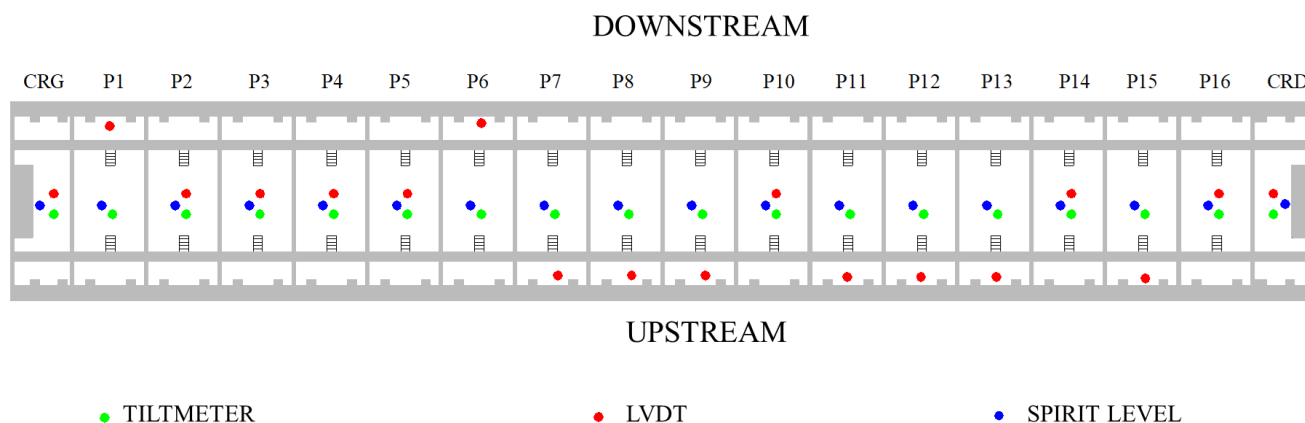 DOWNSTREAM
CRG P1 P2 P3 P4 P5 P6 P7 P8 P9 P10 P11 P12 P13 P14 P15 P16 CRD
UPSTREAM
TILTMETER LVDT SPIRIT LEVEL